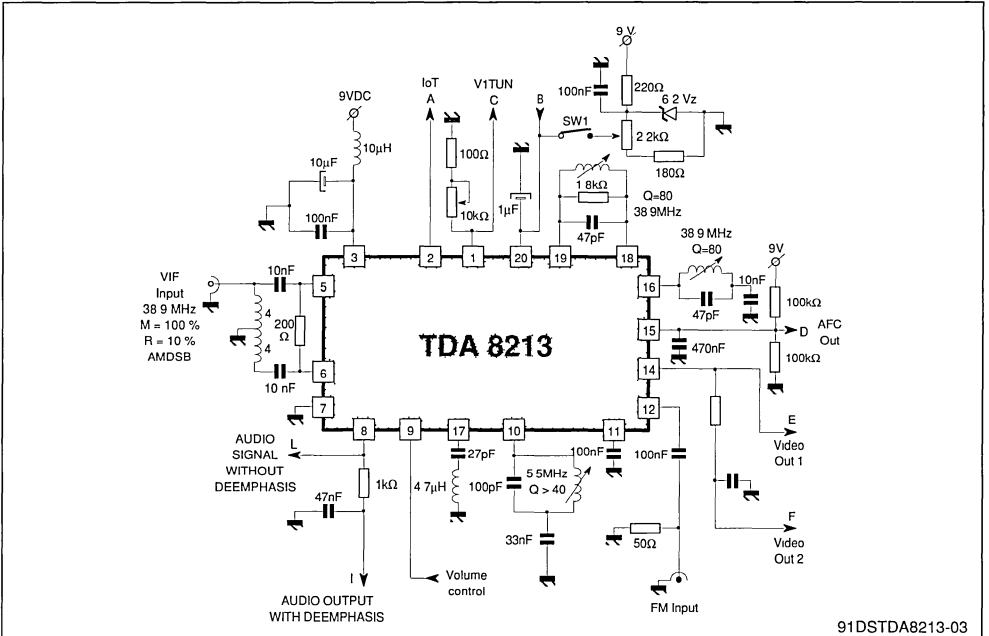 9 V
100nF
220Ω
6 2 Vz
IoT
A
V1TUN
C
B
SW1
2 2kΩ
180Ω
9VDC
10µH
10µF
100nF
100Ω
10kΩ
1µF
1 8kΩ
Q=80
38 9MHz
47pF
3
2
1
20
19
18
38 9 MHz
Q=80
10nF
47pF
9V
100kΩ
D
AFC
Out
470nF
100kΩ
VIF
Input
38 9 MHz
M = 100 %
R = 10 %
AMDSB
10nF
4
4
200
Ω
10 nF
5
6
7
TDA 8213
16
15
14
12
8
9
17
10
11
E
Video
Out 1
F
Video
Out 2
AUDIO
SIGNAL
WITHOUT
DEEMPHASIS
L
1kΩ
47nF
27pF
4 7µH
100pF
5 5MHz
Q > 40
33nF
100nF
100nF
50Ω
I
AUDIO OUTPUT
WITH DEEMPHASIS
Volume
control
FM Input
91DSTDA8213-03